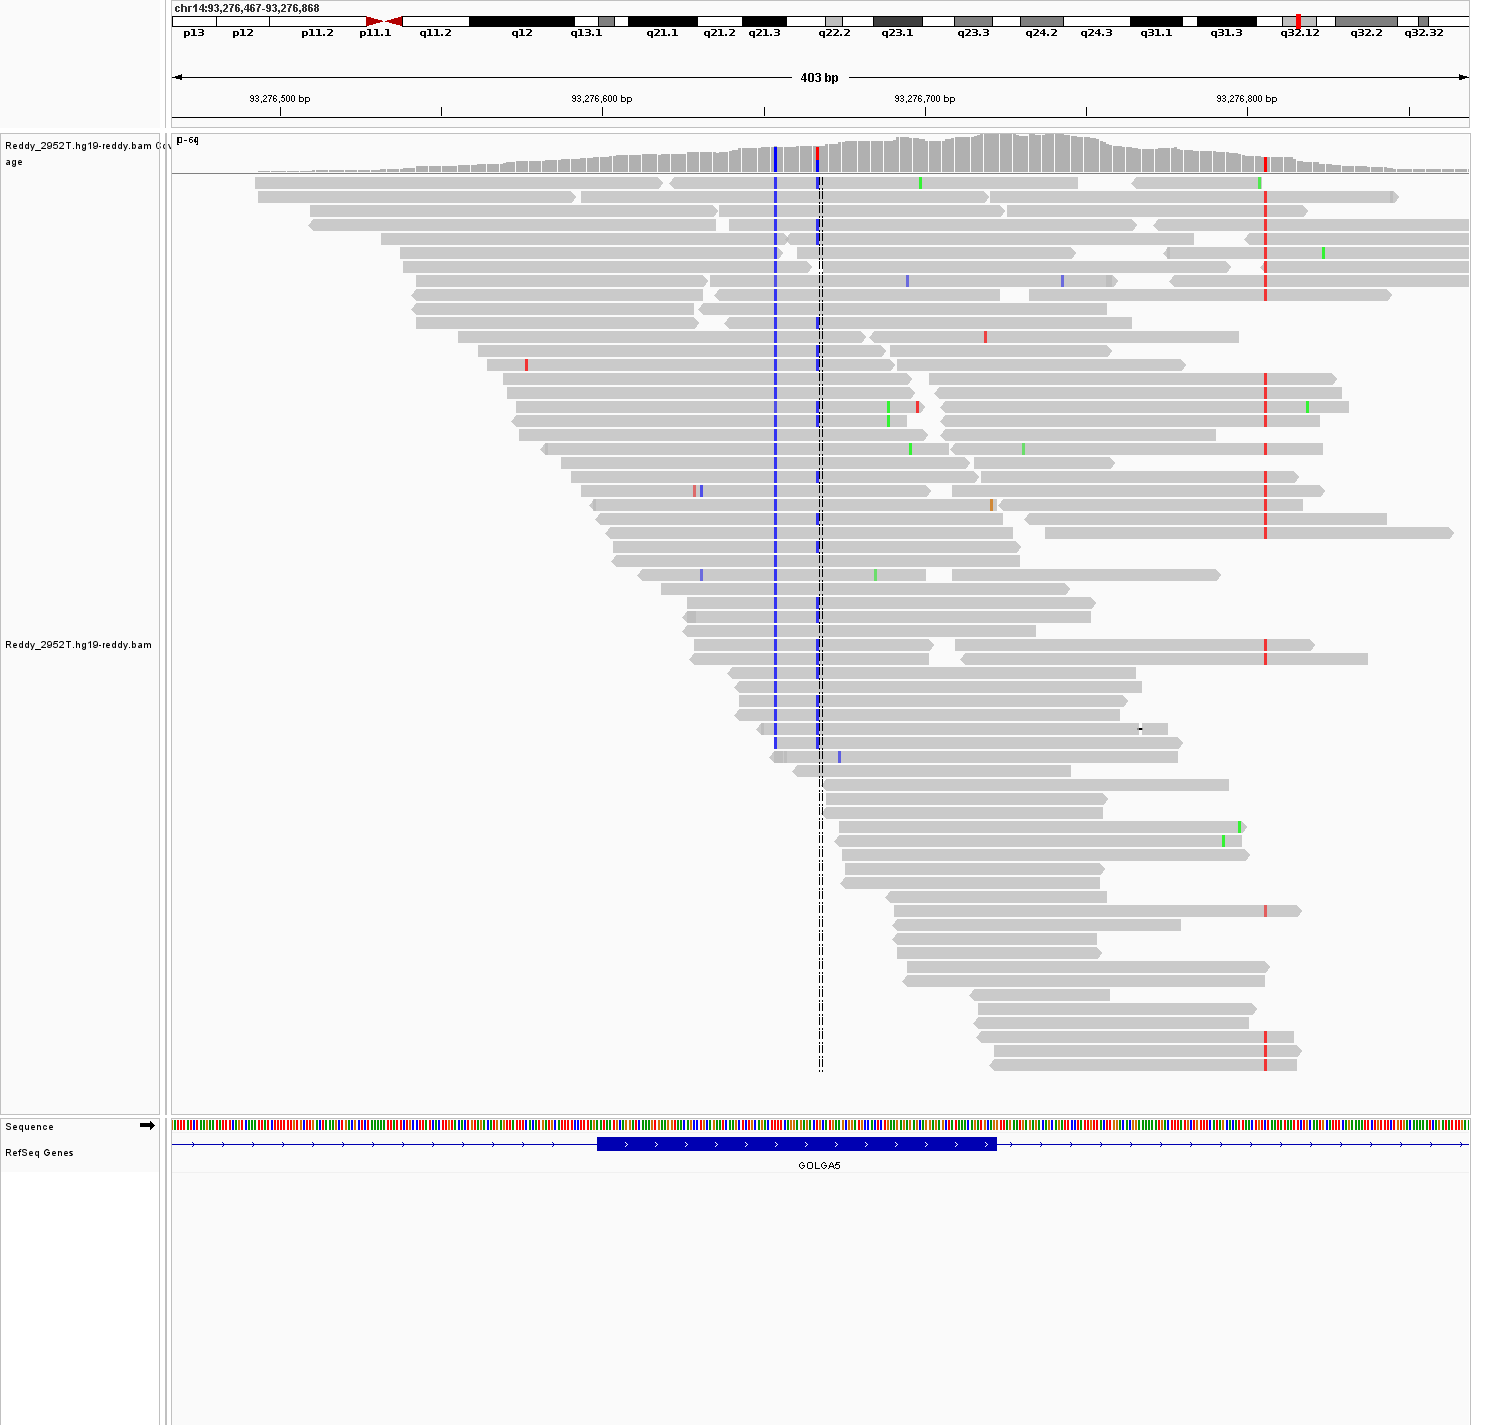 chr14:93,276,467-93,276,868
p13 p12 p11.2 p11.1 q11.2 q12 q13.1 q21.1 q21.2 q21.3 q22.2 q23.1 q23.3 q24.2 q24.3 q31.1 q31.3 q32.12 q32.2 q32.32
403 bp
93,276,500 bp 93,276,600 bp 93,276,700 bp 93,276,800 bp
Reddy_2952T.hg19-reddy.bam Cov
age
Reddy_2952T.hg19-reddy.bam
Sequence
RefSeq Genes
GOLGA5